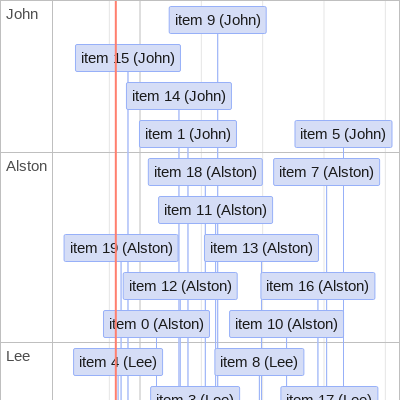 John
item 9 (John)
item 15 (John)
item 14 (John)
item 1 (John)
item 5 (John)
Alston
item 18 (Alston)
item 7 (Alston)
item 11 (Alston)
item 19 (Alston)
item 13 (Alston)
item 12 (Alston)
item 16 (Alston)
item 0 (Alston)
item 10 (Alston)
Lee
item 4 (Lee)
item 8 (Lee)
item 3 (Lee)
item 17 (Lee)